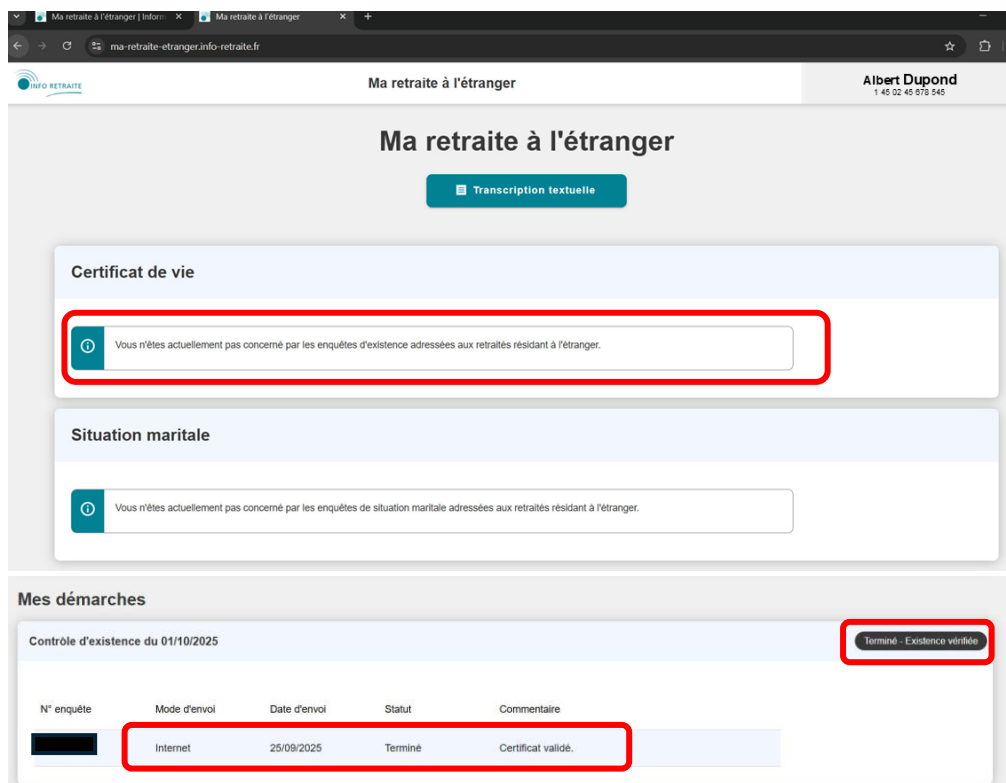 Ma retraite à l'étranger | Inform
Ma retraite à l'étranger
ma-retraite-etranger.info-retraite.fr
INFO RETRAITE
Ma retraite à l'étranger
Albert Dupond
1 45 02 45 678 545
Ma retraite à l'étranger
Transcription textuelle
Certificat de vie
Vous n'êtes actuellement pas concerné par les enquêtes d'existence adressées aux retraités résidant à l'étranger.
Situation maritale
Vous n'êtes actuellement pas concerné par les enquêtes de situation maritale adressées aux retraités résidant à l'étranger.
Mes démarches
Contrôle d'existence du 01/10/2025
Terminé - Existence vérifiée
N° enquête Mode d'envoi Date d'envoi Statut Commentaire
Internet 25/09/2025 Terminé Certificat validé.